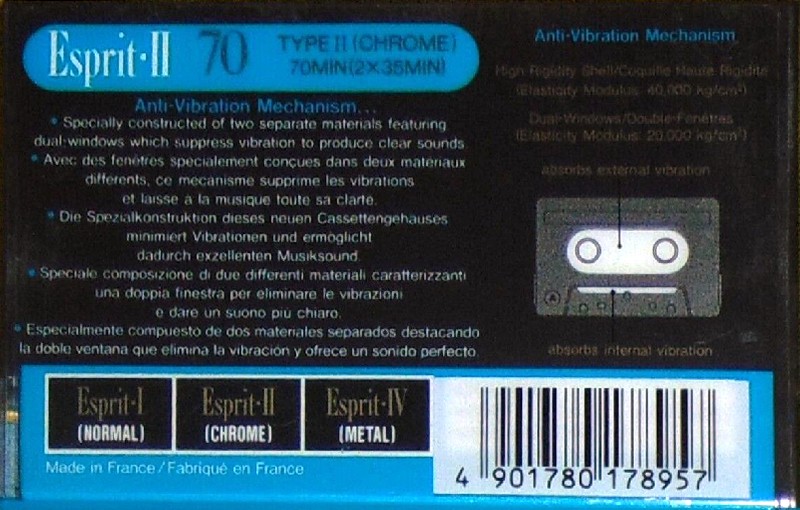 Esprit·II 70 TYPE II (CHROME)
70MIN(2×35MIN)
Anti-Vibration Mechanism...
• Specially constructed of two separate materials featuring
dual-windows which suppress vibration to produce clear sounds.
• Avec des fenêtres specialement conçues dans deux materiaux
differents, ce mecanisme supprime les vibrations
et laisse a la musique toute sa clarte.
• Die Spezialkonstruktion dieses neuen Cassettengehauses
minimiert Vibrationen und ermöglicht
dadurch exzellenten Musiksound.
• Speciale composizione di due differenti materiali caratterizzanti
una doppia finestra per eliminare le vibrazioni
e dare un suono più chiaro.
• Especialmente compuesto de dos materiales separados destacando
la doble ventana que elimina la vibración y ofrece un sonido perfecto.
Anti-Vibration Mechanism
High Rigidity Shell/Coquille Haute Rigidite
(Elasticity Modulus: 40,000 kg/cm²)
Dual-Windows/Double-Fenêtres
(Elasticity Modulus: 20,000 kg/cm²)
absorbs external vibration
A
absorbs internal vibration
Esprit·I
(NORMAL)
Esprit·II
(CHROME)
Esprit·IV
(METAL)
Made in France/Fabriqué en France
4 901780 178957